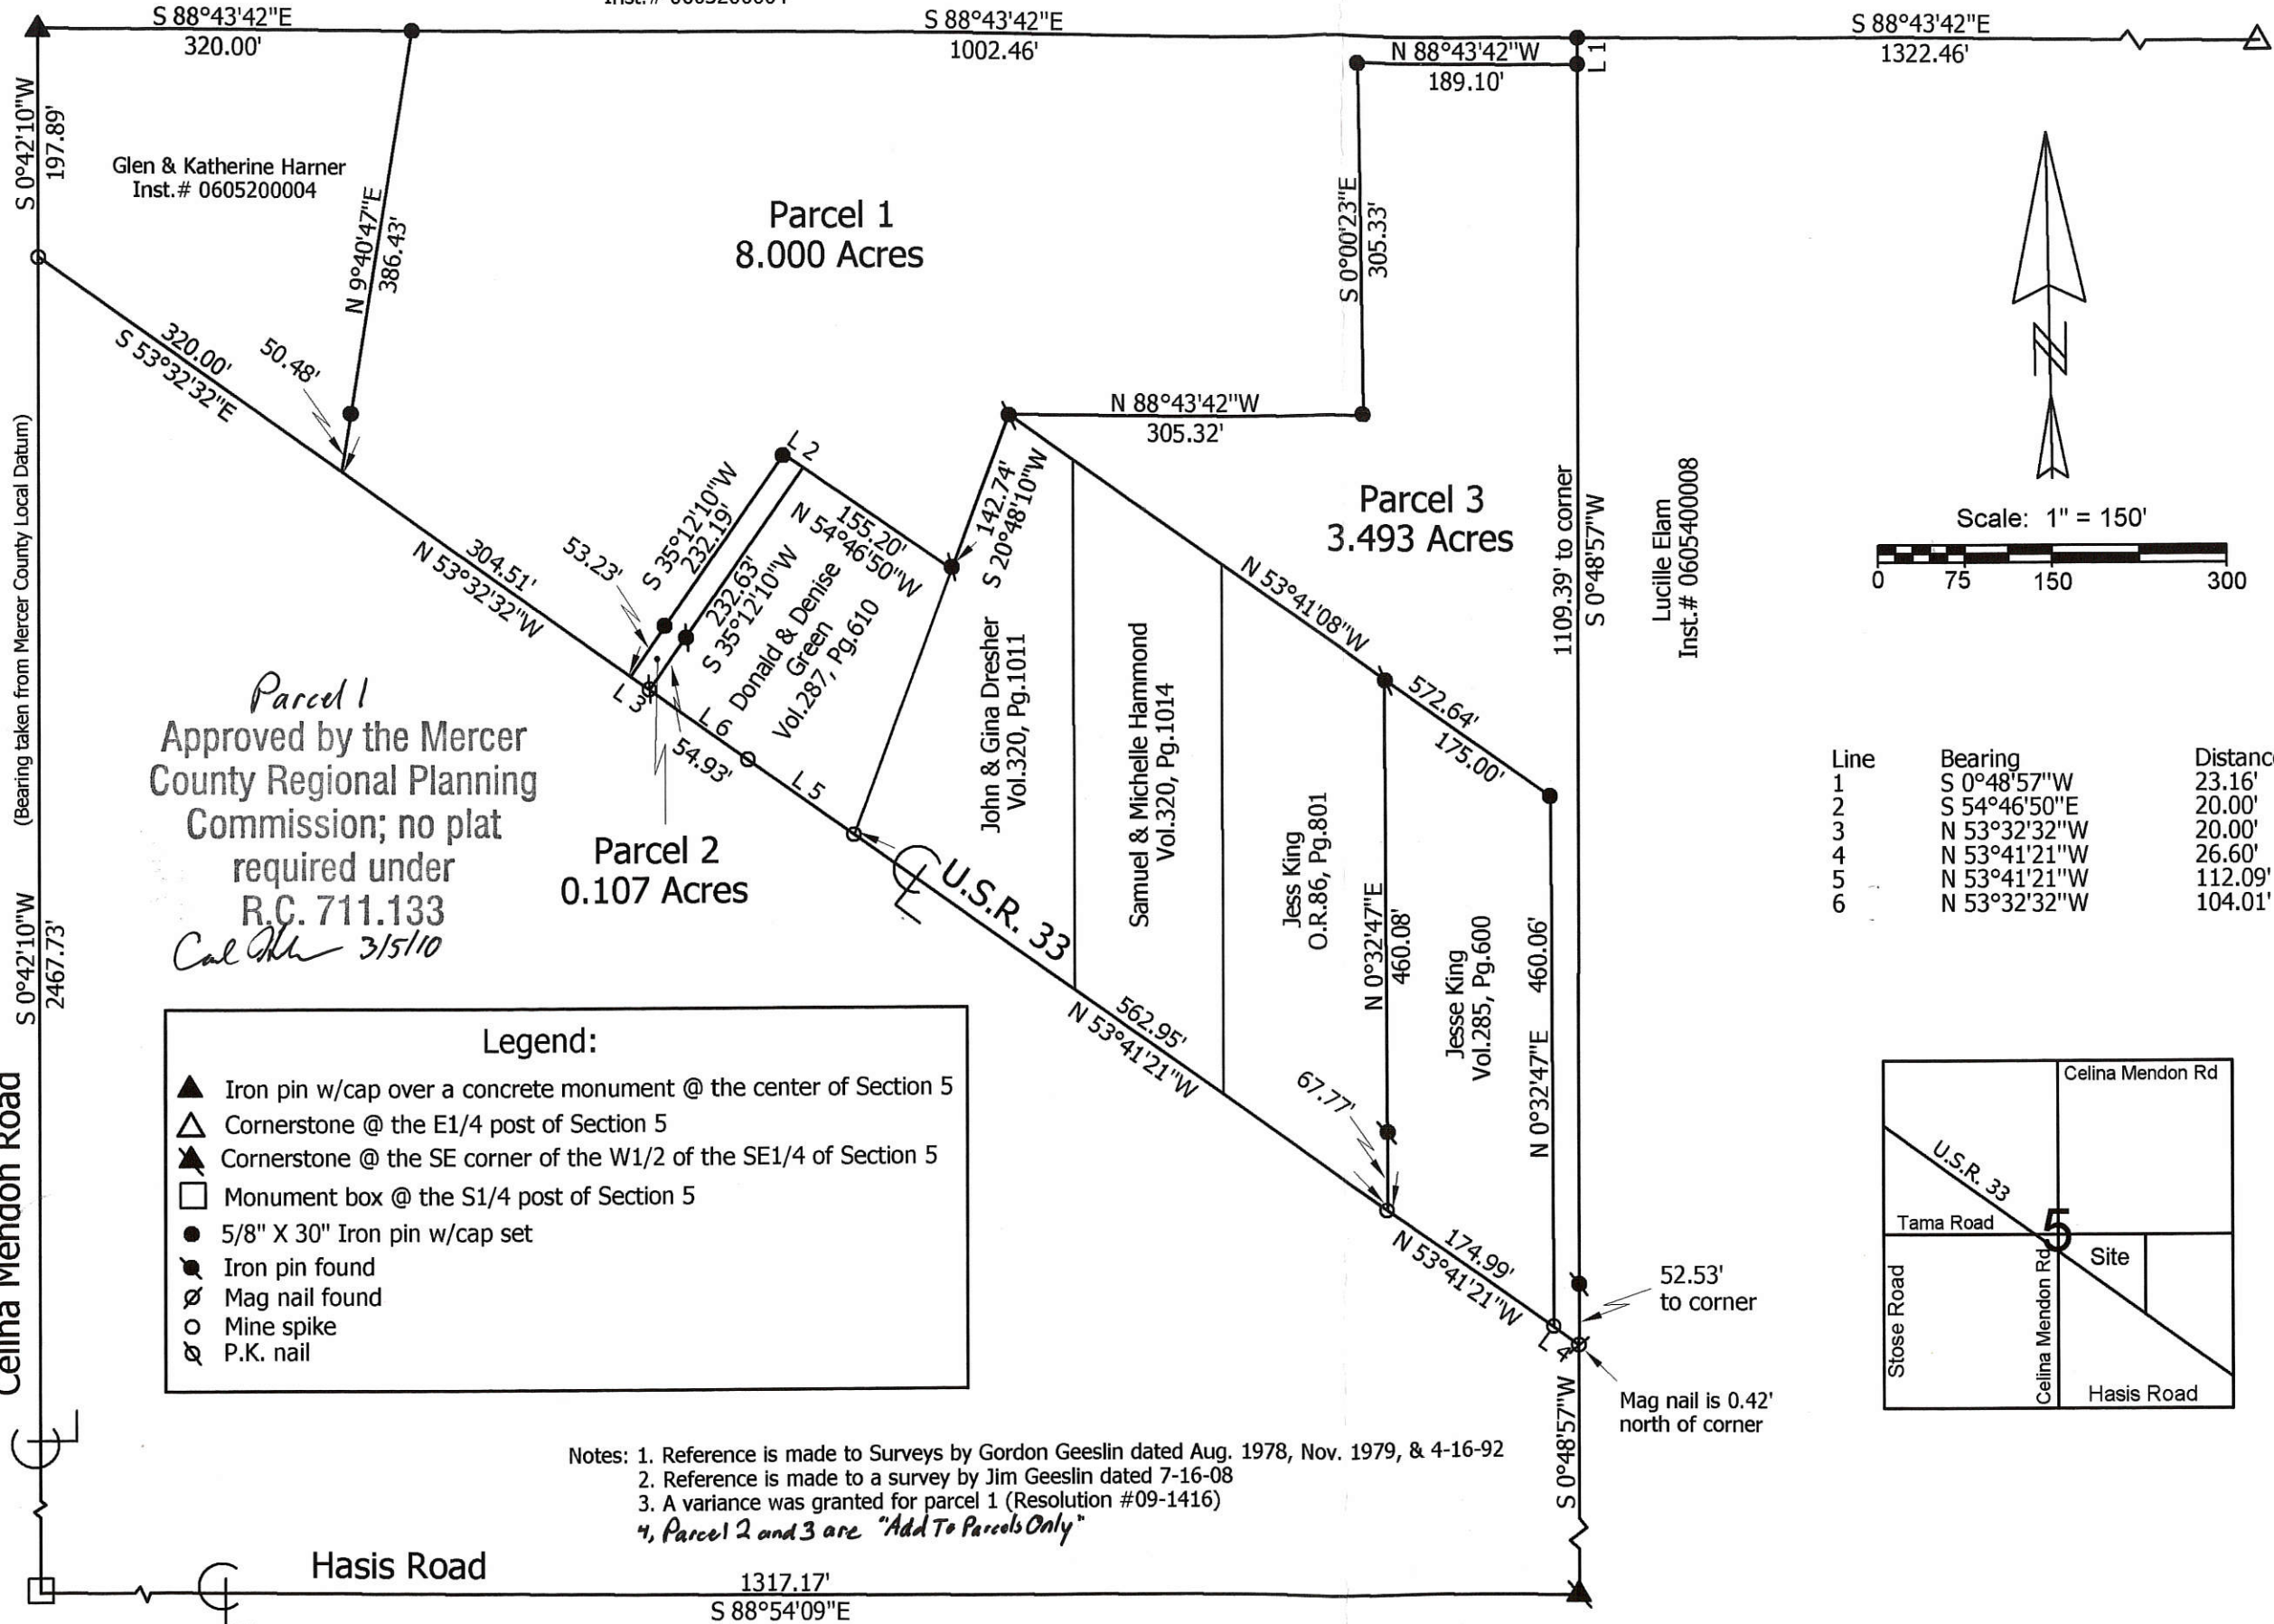 S 88°43'42"E
320.00'
S 88°43'42"E
1002.46'
S 88°43'42"E
1322.46'
N 88°43'42"W
189.10'
L 1
S 0°42'10"W
197.89'
Glen & Katherine Harner
Inst.# 0605200004
N 9°40'47"E
386.43'
Parcel 1
8.000 Acres
S 0°00'23"E
305.33'
320.00'
S 53°32'32"E
50.48'
N 88°43'42"W
305.32'
L 2
S 35°12'10"W
232.19'
155.20'
N 54°46'50"W
142.74'
S 20°48'10"W
304.51'
N 53°32'32"W
53.23'
232.63'
S 35°12'10"W
Donald & Denise
Green
Vol.287, Pg.610
L 3
L 6
54.93'
L 5
Parcel 2
0.107 Acres
John & Gina Dresher
Vol.320, Pg.1011
Samuel & Michelle Hammond
Vol.320, Pg.1014
Parcel 3
3.493 Acres
N 53°41'08"W
572.64'
175.00'
1109.39' to corner
S 0°48'57"W
Lucille Elam
Inst.# 0605400008
N
Scale: 1" = 150'
0 75 150 300
(Bearing taken from Mercer County Local Datum)
S 0°42'10"W
2467.73'
Celina Mendon Road
Parcel 1
Approved by the Mercer
County Regional Planning
Commission; no plat
required under
R.C. 711.133
3/5/10
CL
U.S.R. 33
Jess King
O.R.86, Pg.801
N 0°32'47"E
460.08'
Jesse King
Vol.285, Pg.600
N 0°32'47"E 460.06'
562.95'
N 53°41'21"W
67.77'
174.99'
N 53°41'21"W
L 4
52.53'
to corner
Mag nail is 0.42'
north of corner
S 0°48'57"W
Line Bearing Distance
1 S 0°48'57"W 23.16'
2 S 54°46'50"E 20.00'
3 N 53°32'32"W 20.00'
4 N 53°41'21"W 26.60'
5 N 53°41'21"W 112.09'
6 N 53°32'32"W 104.01'
Legend:
Iron pin w/cap over a concrete monument @ the center of Section 5
Cornerstone @ the E1/4 post of Section 5
Cornerstone @ the SE corner of the W1/2 of the SE1/4 of Section 5
Monument box @ the S1/4 post of Section 5
5/8" X 30" Iron pin w/cap set
Iron pin found
Mag nail found
Mine spike
P.K. nail
Celina Mendon Rd
U.S.R. 33
Tama Road
5
Site
Stose Road
Celina Mendon Rd
Hasis Road
Notes: 1. Reference is made to Surveys by Gordon Geeslin dated Aug. 1978, Nov. 1979, & 4-16-92
2. Reference is made to a survey by Jim Geeslin dated 7-16-08
3. A variance was granted for parcel 1 (Resolution #09-1416)
4, Parcel 2 and 3 are "Add To Parcels Only"
CL
CL
Hasis Road
1317.17'
S 88°54'09"E